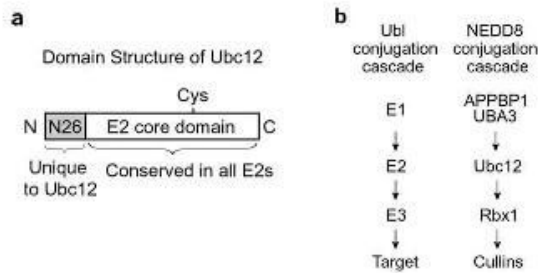 a
Domain Structure of Ubc12
Cys
N N26 E2 core domain C
Unique to Ubc12
Conserved in all E2s
b
Ubl
conjugation
cascade
E1
E2
E3
Target
NEDD8
conjugation
cascade
APPBP1
UBA3
Ubc12
Rbx1
Cullins